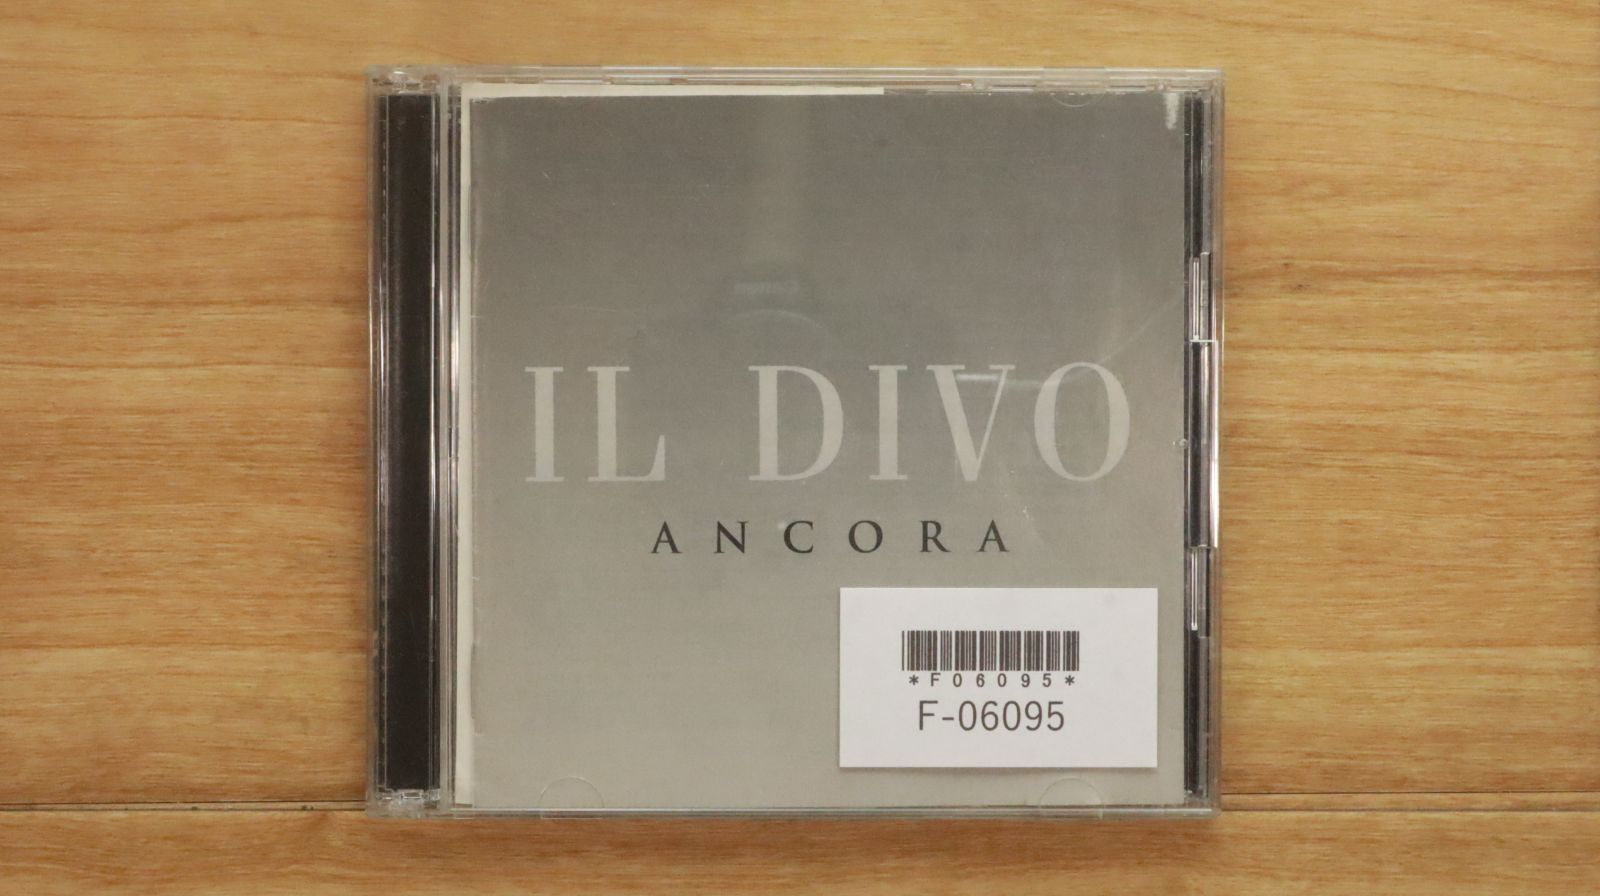 IL DIVO
ANCORA
*F06095*
F-06095